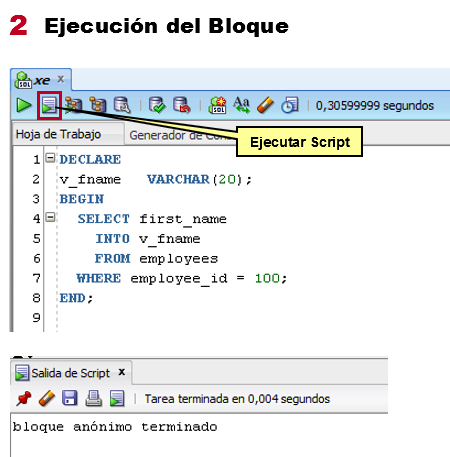 2 Ejecución del Bloque
xe x
0,30599999 segundos
Hoja de Trabajo
Generador de Con
Ejecutar Script
1 DECLARE
2 v_fname VARCHAR(20);
3 BEGIN
4 SELECT first_name
5 INTO v_fname
6 FROM employees
7 WHERE employee_id = 100;
8 END;
9
Salida de Script x
Tarea terminada en 0,004 segundos
bloque anónimo terminado